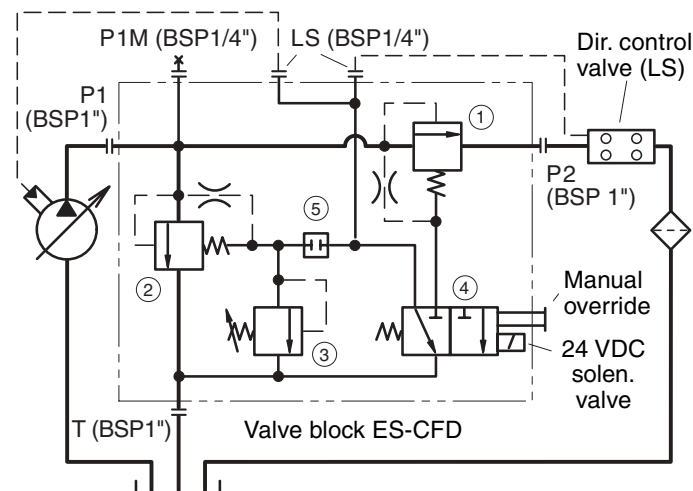 P1M (BSP1/4")
LS (BSP1/4")
Dir. control
valve (LS)
P1
(BSP1")
1
P2
(BSP 1")
5
2
4
3
Manual
override
24 VDC
solen.
valve
T (BSP1")
Valve block ES-CFD